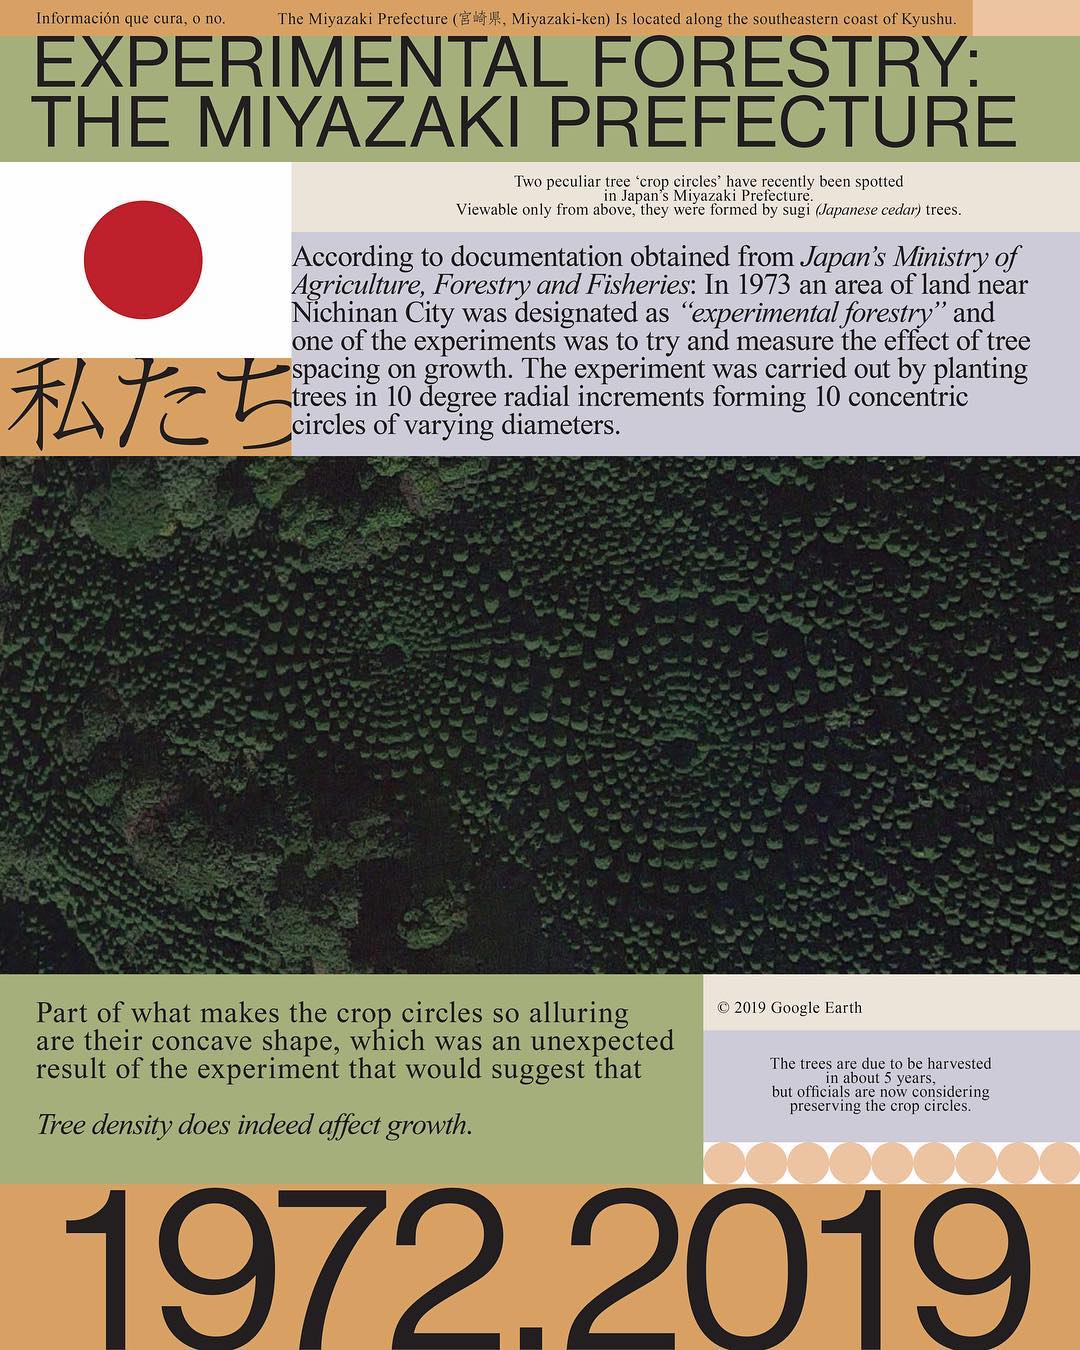 Información que cura, o no.
The Miyazaki Prefecture (宮崎県, Miyazaki-ken) Is located along the southeastern coast of Kyushu.
EXPERIMENTAL FORESTRY:
THE MIYAZAKI PREFECTURE
Two peculiar tree ‘crop circles’ have recently been spotted
in Japan’s Miyazaki Prefecture.
Viewable only from above, they were formed by sugi (Japanese cedar) trees.
According to documentation obtained from Japan’s Ministry of
Agriculture, Forestry and Fisheries: In 1973 an area of land near
Nichinan City was designated as “experimental forestry” and
one of the experiments was to try and measure the effect of tree
spacing on growth. The experiment was carried out by planting
trees in 10 degree radial increments forming 10 concentric
circles of varying diameters.
私たち
Part of what makes the crop circles so alluring
are their concave shape, which was an unexpected
result of the experiment that would suggest that
Tree density does indeed affect growth.
© 2019 Google Earth
The trees are due to be harvested
in about 5 years,
but officials are now considering
preserving the crop circles.
1972.2019